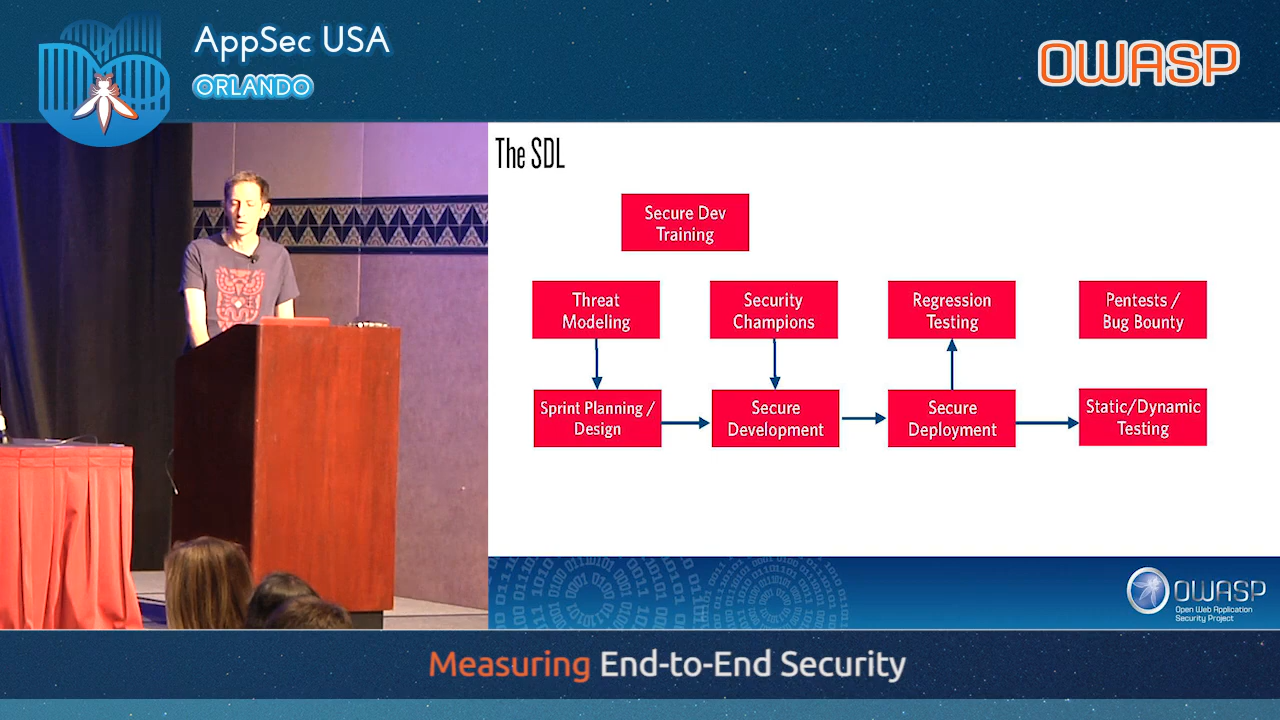 AppSec USA
ORLANDO
OWASP
The SDL
Secure Dev
Training
Threat
Modeling
Security
Champions
Regression
Testing
Pentests /
Bug Bounty
Sprint Planning /
Design
Secure
Development
Secure
Deployment
Static/Dynamic
Testing
OWASP
Open Web Application
Security Project
Measuring End-to-End Security